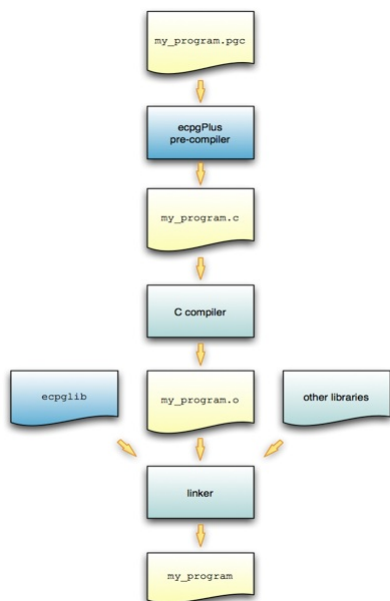 my_program.pgc
ecpgPlus
pre-compiler
my_program.c
C compiler
ecpglib
my_program.o
other libraries
linker
my_program